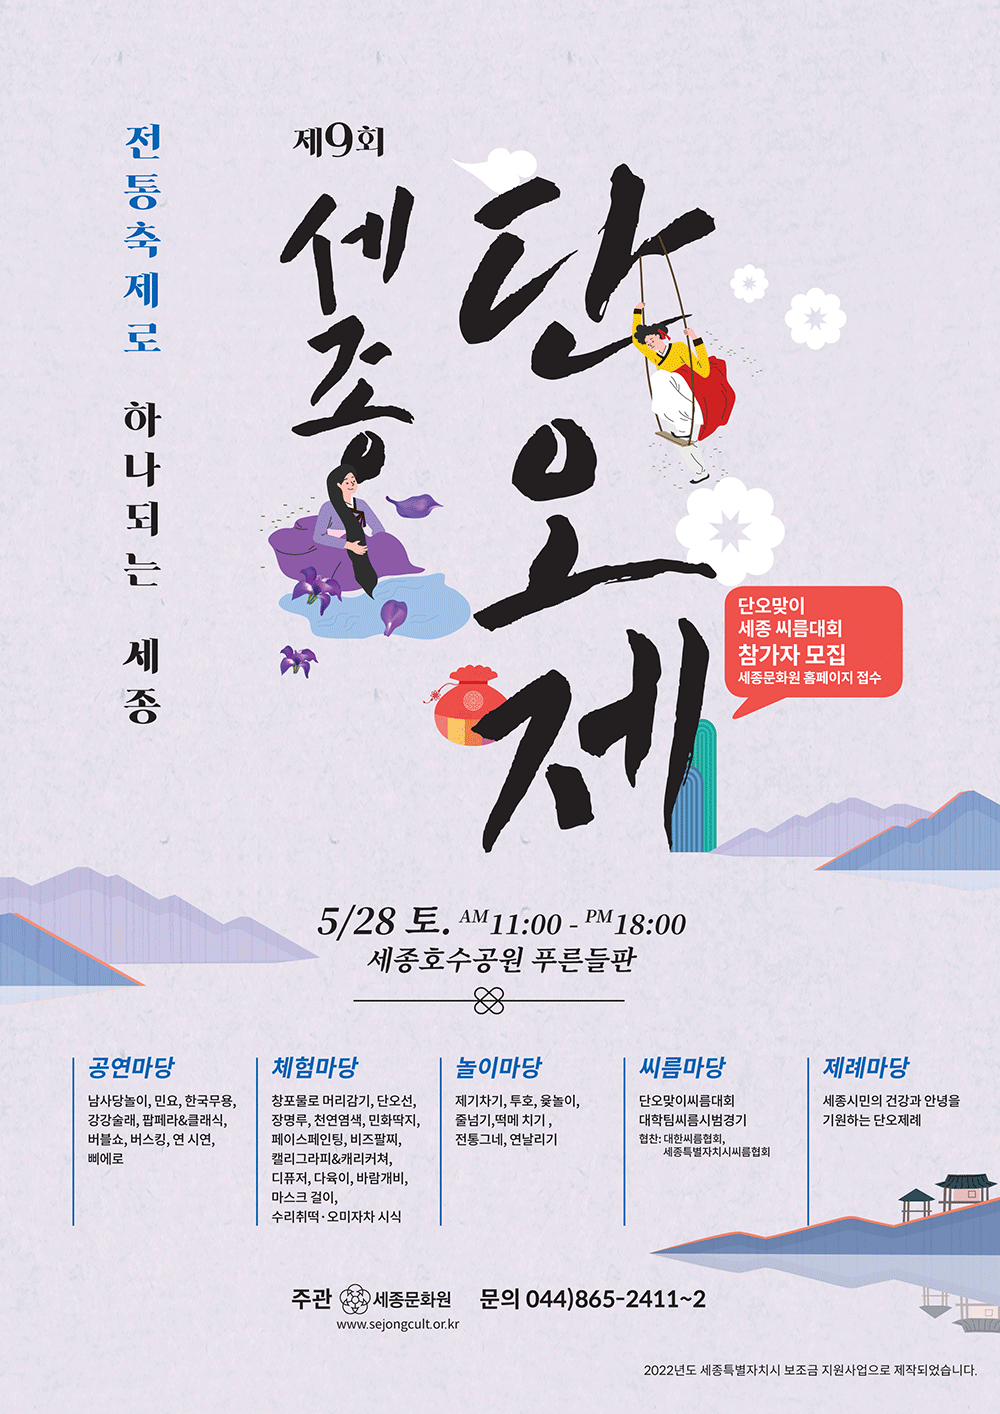 전통축제로 하나되는 세종
제9회
세종
단오제
단오맞이
세종 씨름대회
참가자 모집
세종문화원 홈페이지 접수
5/28 토. AM11:00 - PM18:00
세종호수공원 푸른들판
공연마당
남사당놀이, 민요, 한국무용,
강강술래, 팝페라&클래식,
버블쇼, 버스킹, 연 시연,
삐에로
체험마당
창포물로 머리감기, 단오선,
장명루, 천연염색, 민화딱지,
페이스페인팅, 비즈팔찌,
캘리그라피&캐리커쳐,
디퓨저, 다육이, 바람개비,
마스크 걸이,
수리취떡·오미자차 시식
놀이마당
제기차기, 투호, 윷놀이,
줄넘기,떡메 치기 ,
전통그네, 연날리기
씨름마당
단오맞이씨름대회
대학팀씨름시범경기
협찬: 대한씨름협회,
세종특별자치시씨름협회
제례마당
세종시민의 건강과 안녕을
기원하는 단오제례
주관 세종문화원 문의 044)865-2411~2
www.sejongcult.or.kr
2022년도 세종특별자치시 보조금 지원사업으로 제작되었습니다.